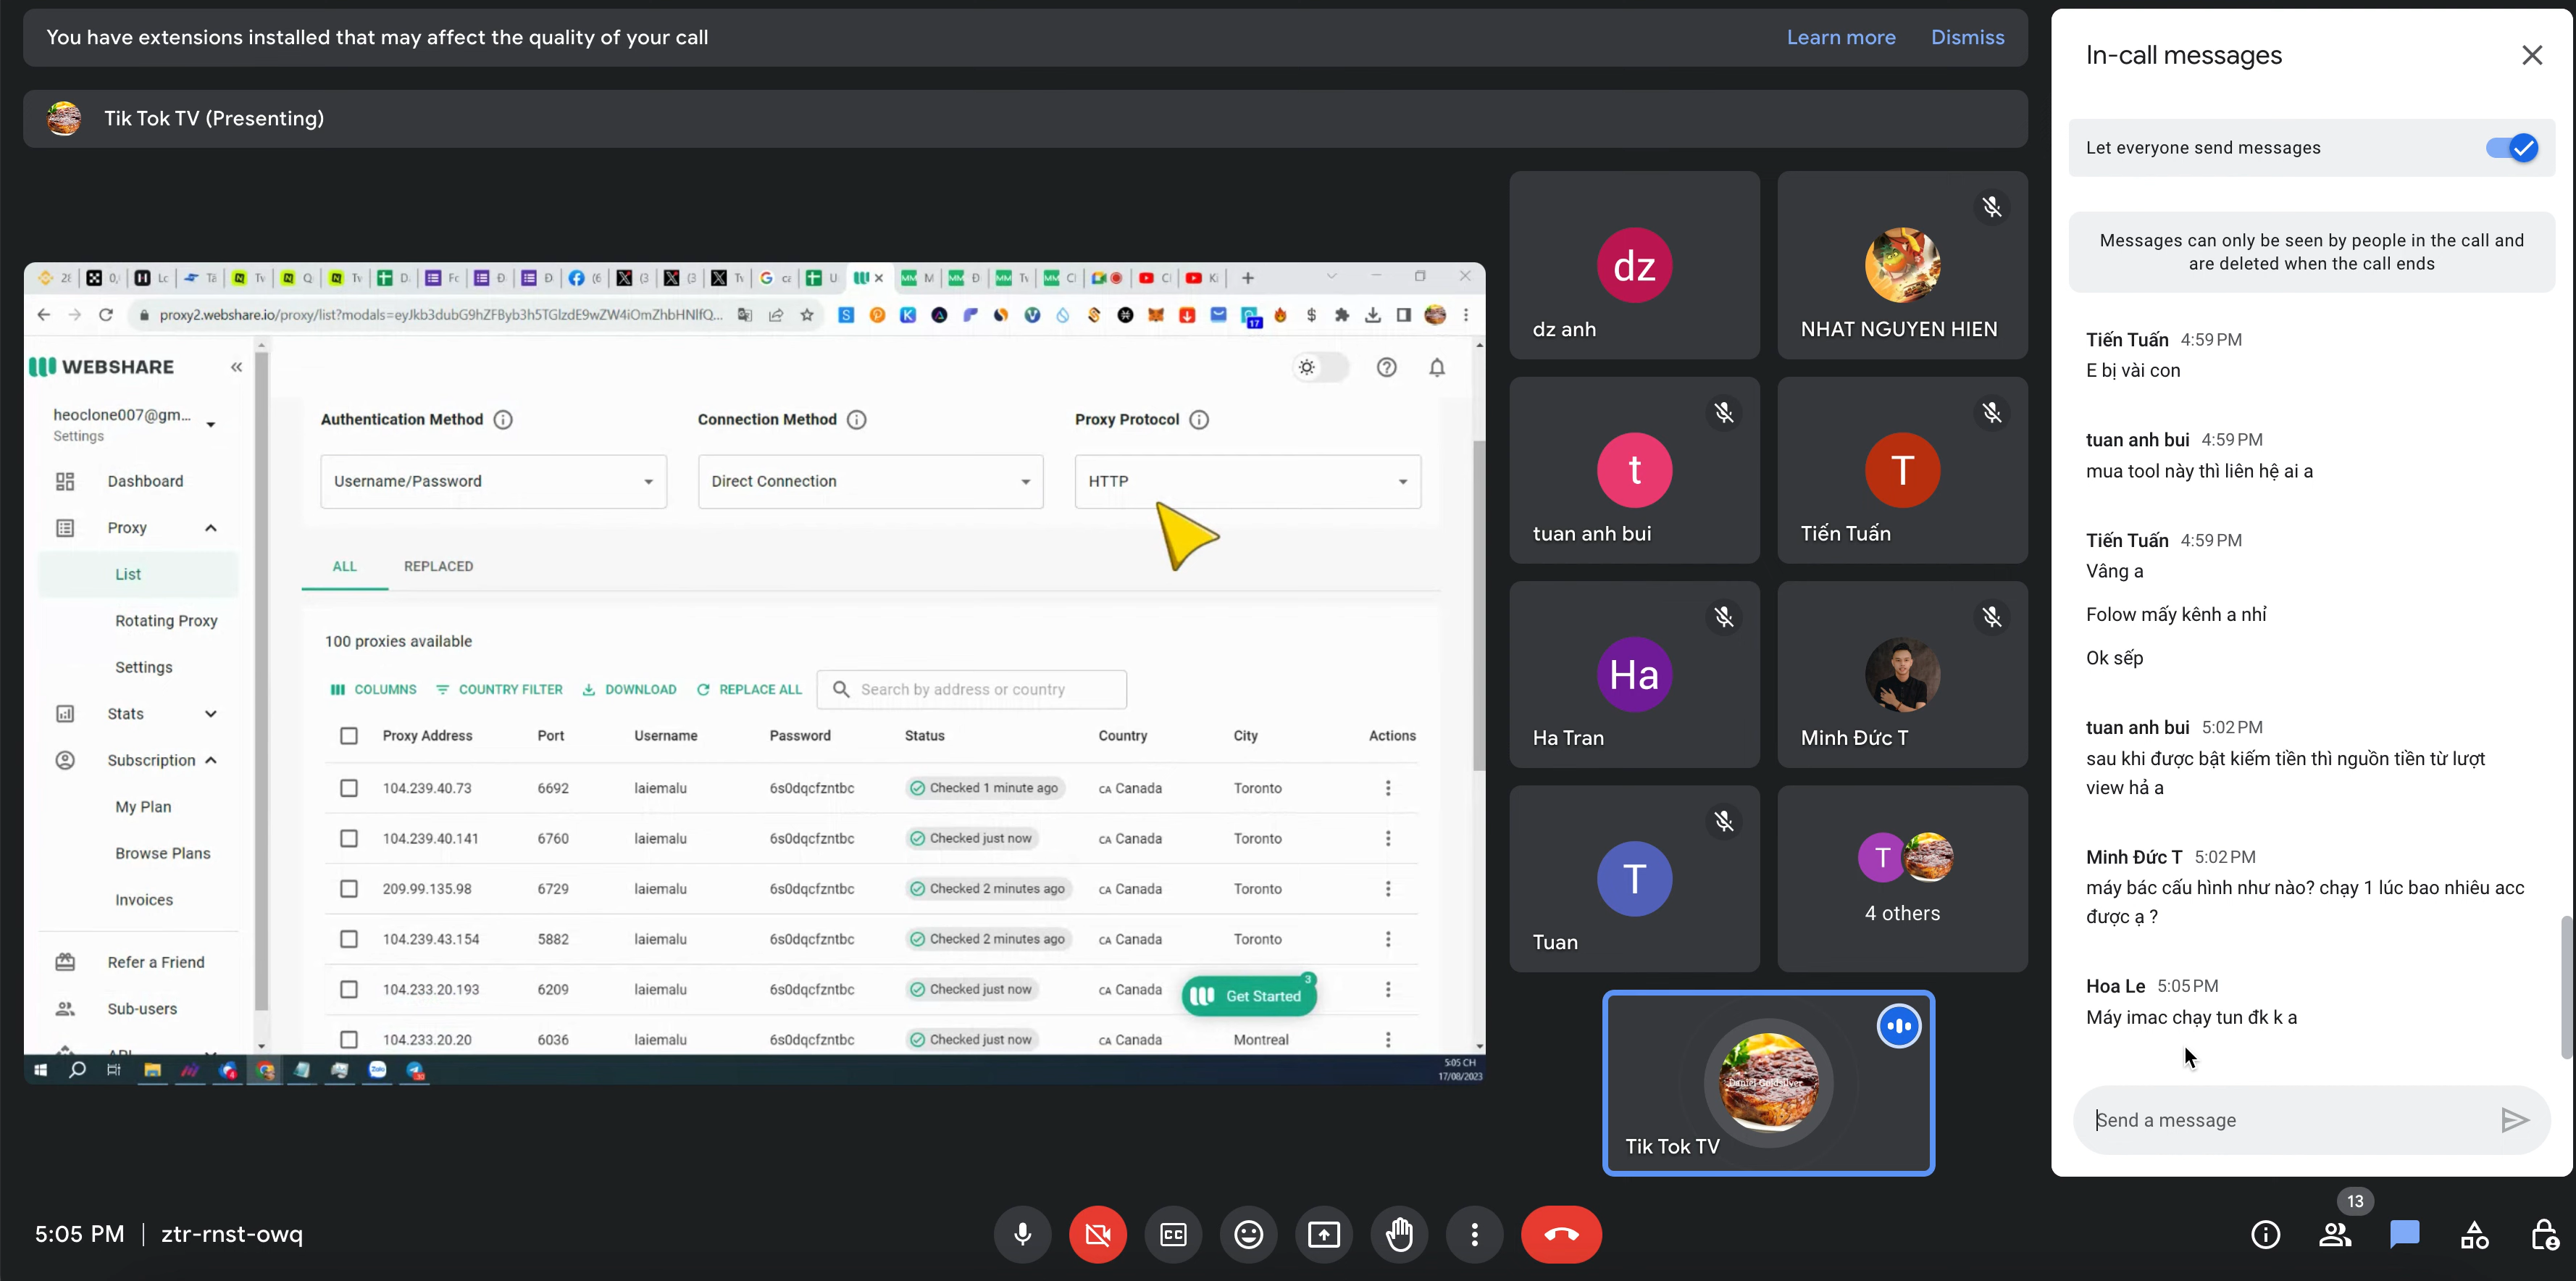 You have extensions installed that may affect the quality of your call
Learn more
Dismiss
Tik Tok TV (Presenting)
proxy2.webshare.io/proxy/list?modals=eyJkb3dubG9hZFByb3h5TGlzdE9wZW4iOmZhbHNlfQ...
17
WEBSHARE
heoclone007@gm...
Settings
Dashboard
Proxy
List
Rotating Proxy
Settings
Stats
Subscription
My Plan
Browse Plans
Invoices
Refer a Friend
Sub-users
API
Authentication Method
Connection Method
Proxy Protocol
Username/Password
Direct Connection
HTTP
ALL
REPLACED
100 proxies available
COLUMNS
COUNTRY FILTER
DOWNLOAD
REPLACE ALL
Search by address or country
Proxy Address Port Username Password Status Country City Actions
104.239.40.73 6692 laiemalu 6s0dqcfzntbc Checked 1 minute ago CA Canada Toronto
104.239.40.141 6760 laiemalu 6s0dqcfzntbc Checked just now CA Canada Toronto
209.99.135.98 6729 laiemalu 6s0dqcfzntbc Checked 2 minutes ago CA Canada Toronto
104.239.43.154 5882 laiemalu 6s0dqcfzntbc Checked 2 minutes ago CA Canada Toronto
104.233.20.193 6209 laiemalu 6s0dqcfzntbc Checked just now CA Canada
104.233.20.20 6036 laiemalu 6s0dqcfzntbc Checked just now CA Canada Montreal
Get Started
3
Zalo
5:05 CH
17/08/2023
dz
dz anh
NHAT NGUYEN HIEN
t
tuan anh bui
T
Tiến Tuấn
Ha
Ha Tran
Minh Đức T
T
Tuan
T
4 others
Daniel Goldsilver
Tik Tok TV
In-call messages
Let everyone send messages
Messages can only be seen by people in the call and
are deleted when the call ends
Tiến Tuấn 4:59 PM
E bị vài con
tuan anh bui 4:59 PM
mua tool này thì liên hệ ai a
Tiến Tuấn 4:59 PM
Vâng a
Folow mấy kênh a nhỉ
Ok sếp
tuan anh bui 5:02 PM
sau khi được bật kiếm tiền thì nguồn tiền từ lượt
view hả a
Minh Đức T 5:02 PM
máy bác cấu hình như nào? chạy 1 lúc bao nhiêu acc
được ạ ?
Hoa Le 5:05 PM
Máy imac chạy tun đk k a
Send a message
5:05 PM
ztr-rnst-owq
CC
13